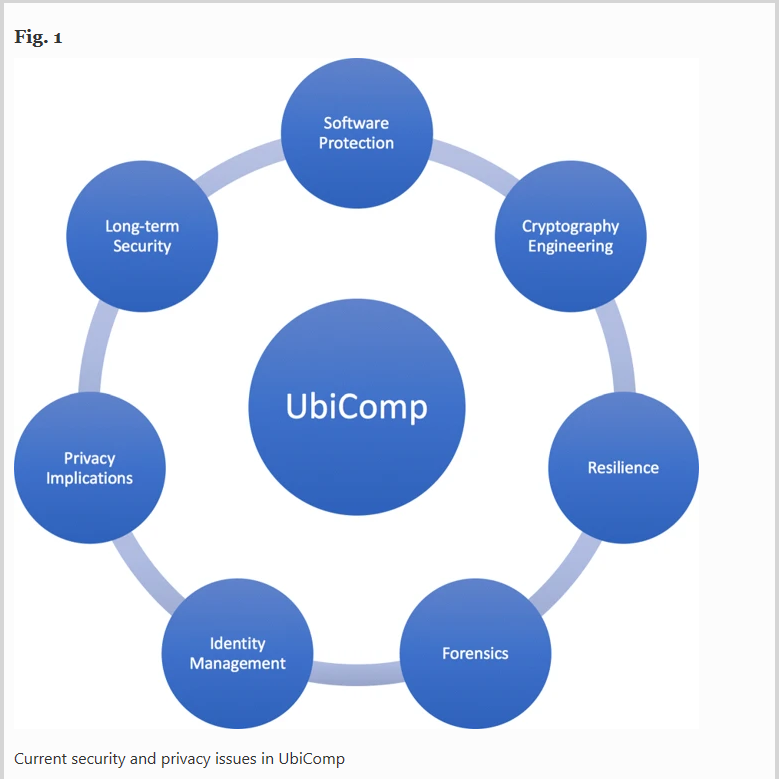 Fig. 1
Software
Protection
Cryptography
Engineering
Resilience
Forensics
Identity
Management
Privacy
Implications
Long-term
Security
UbiComp
Current security and privacy issues in UbiComp